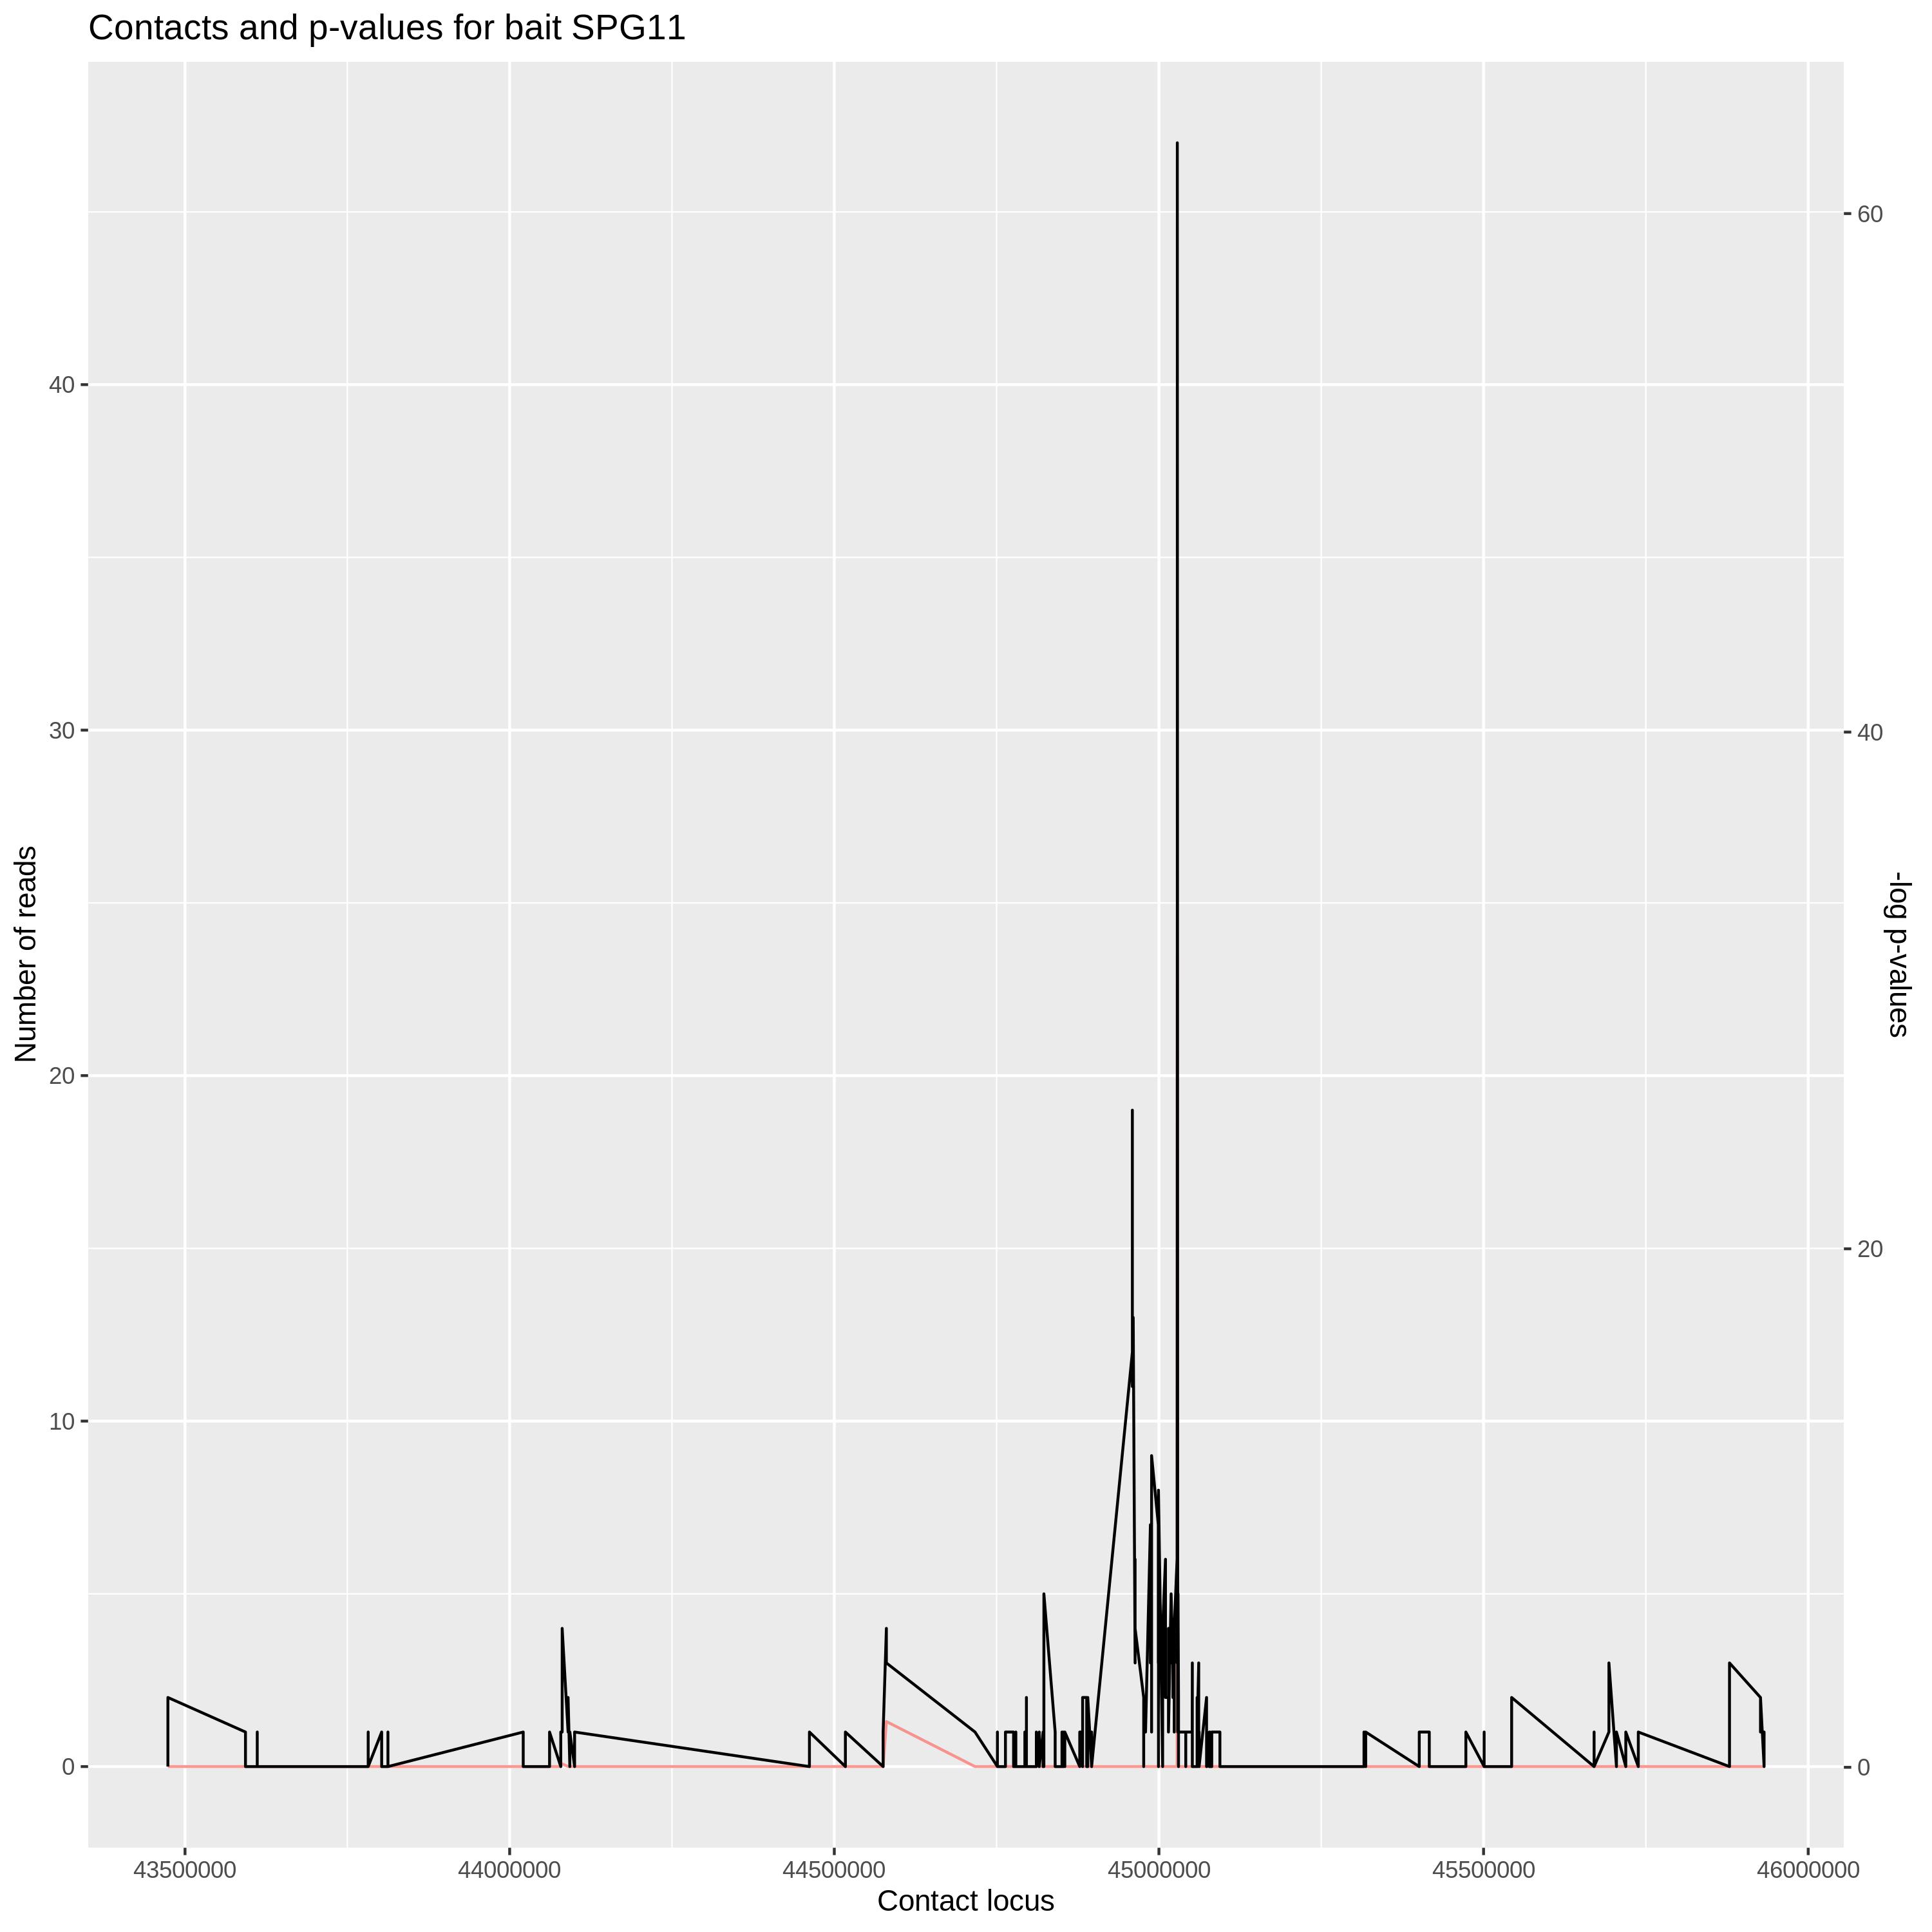 Contacts and p-values for bait SPG11
60
40
40
30
Number of reads
-log p-values
20
20
10
0
0
43500000 44000000 44500000 45000000 45500000 46000000
Contact locus